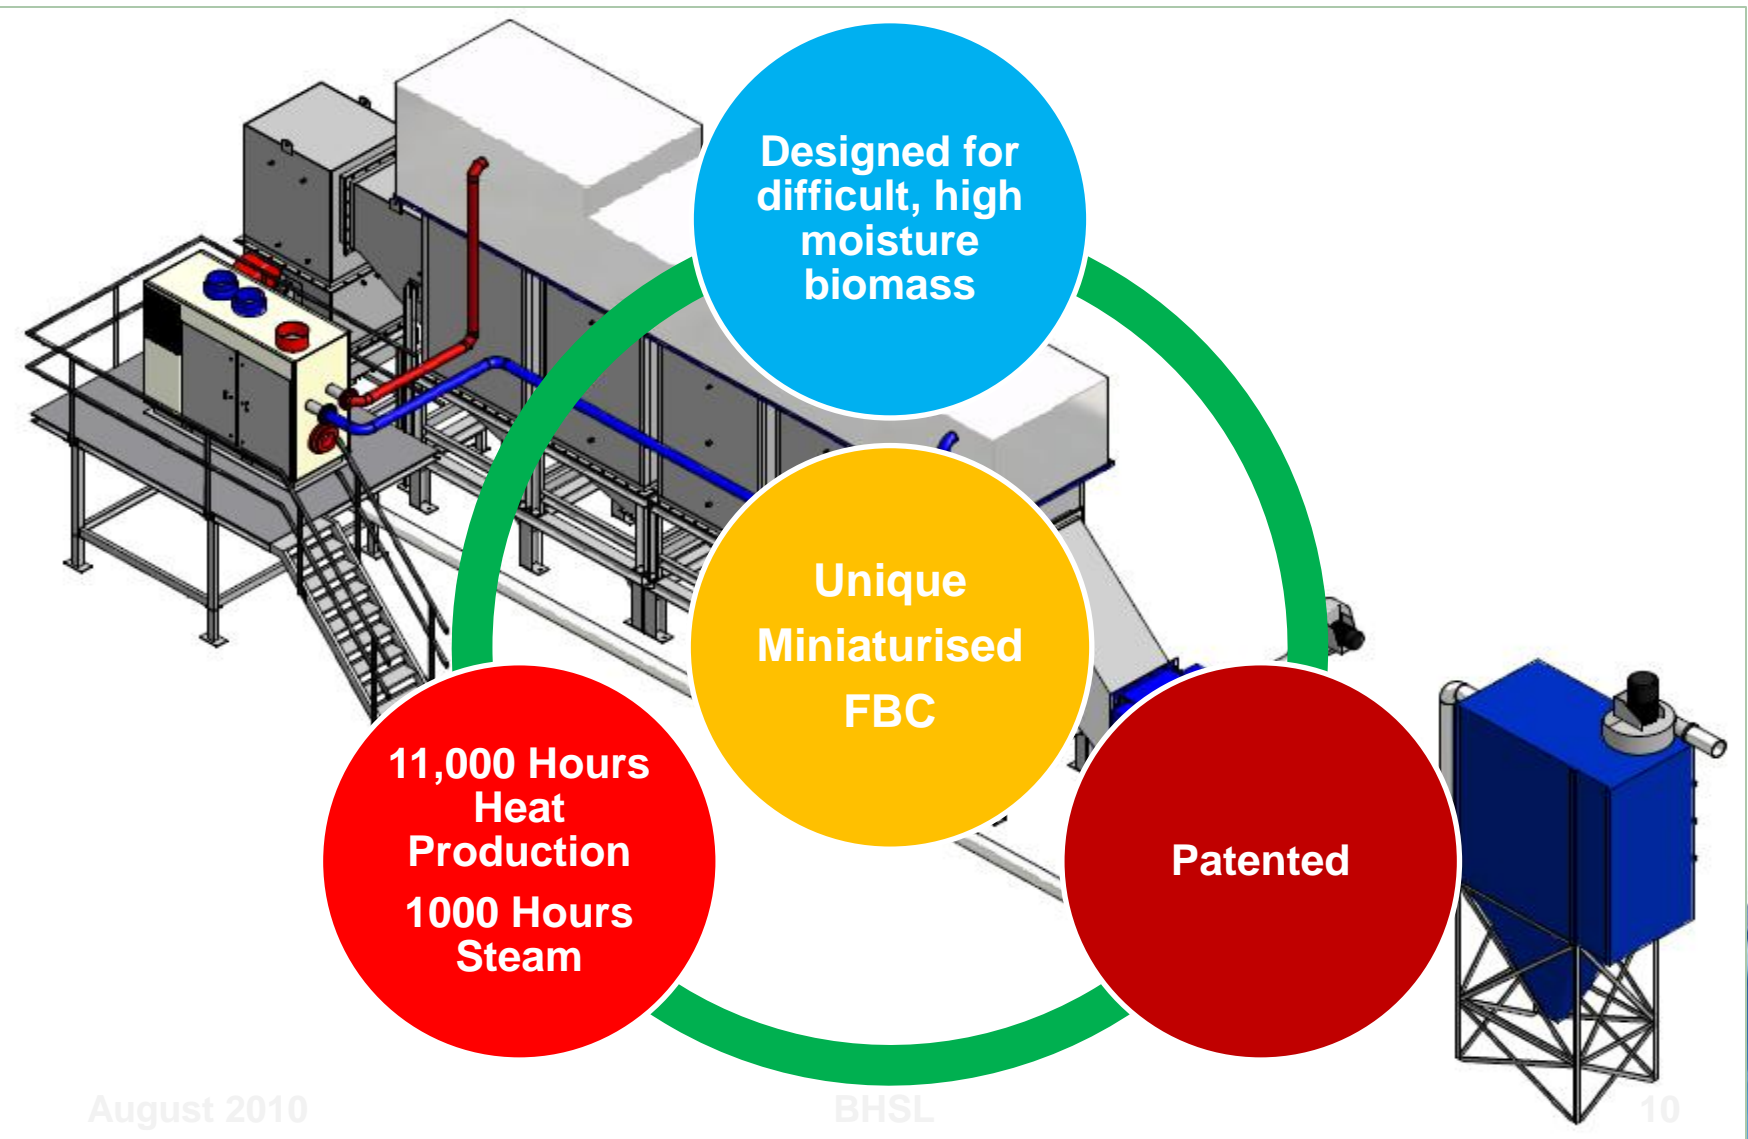 Designed for
difficult, high
moisture
biomass
Unique
Miniaturised
FBC
11,000 Hours
Heat
Production
1000 Hours
Steam
Patented
August 2010
BHSL
10